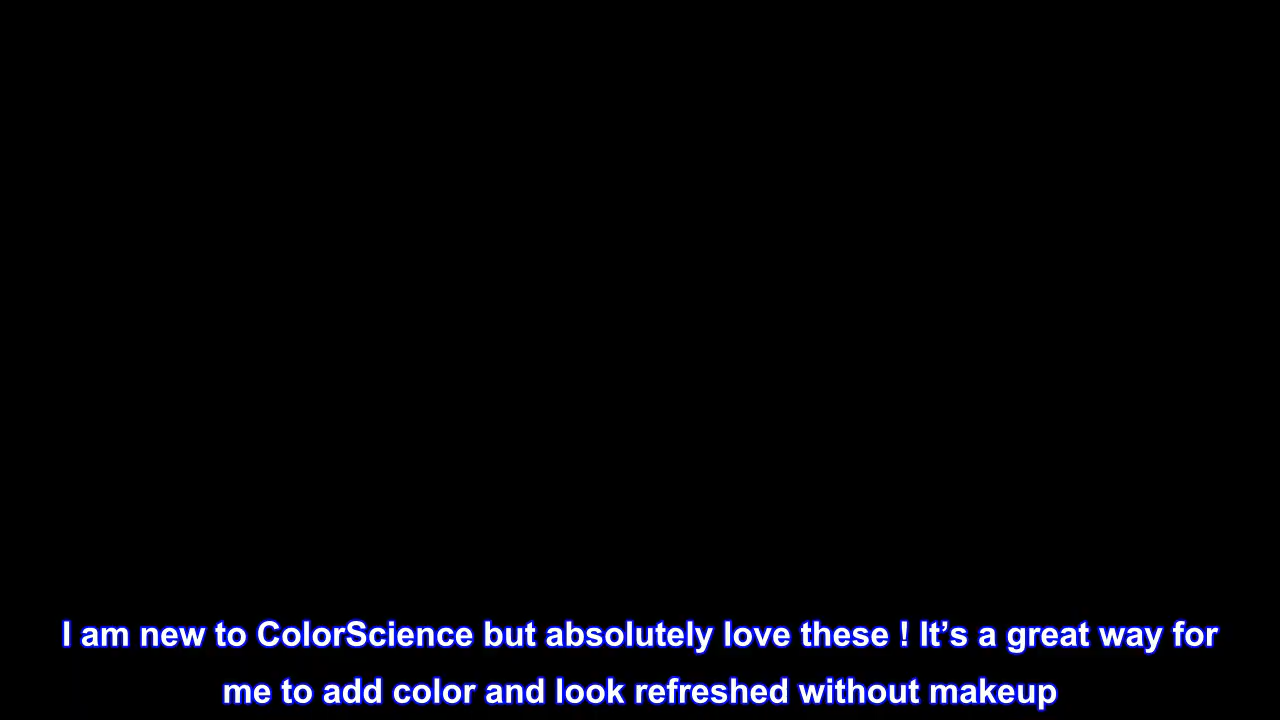 I am new to ColorScience but absolutely love these ! It’s a great way for
me to add color and look refreshed without makeup